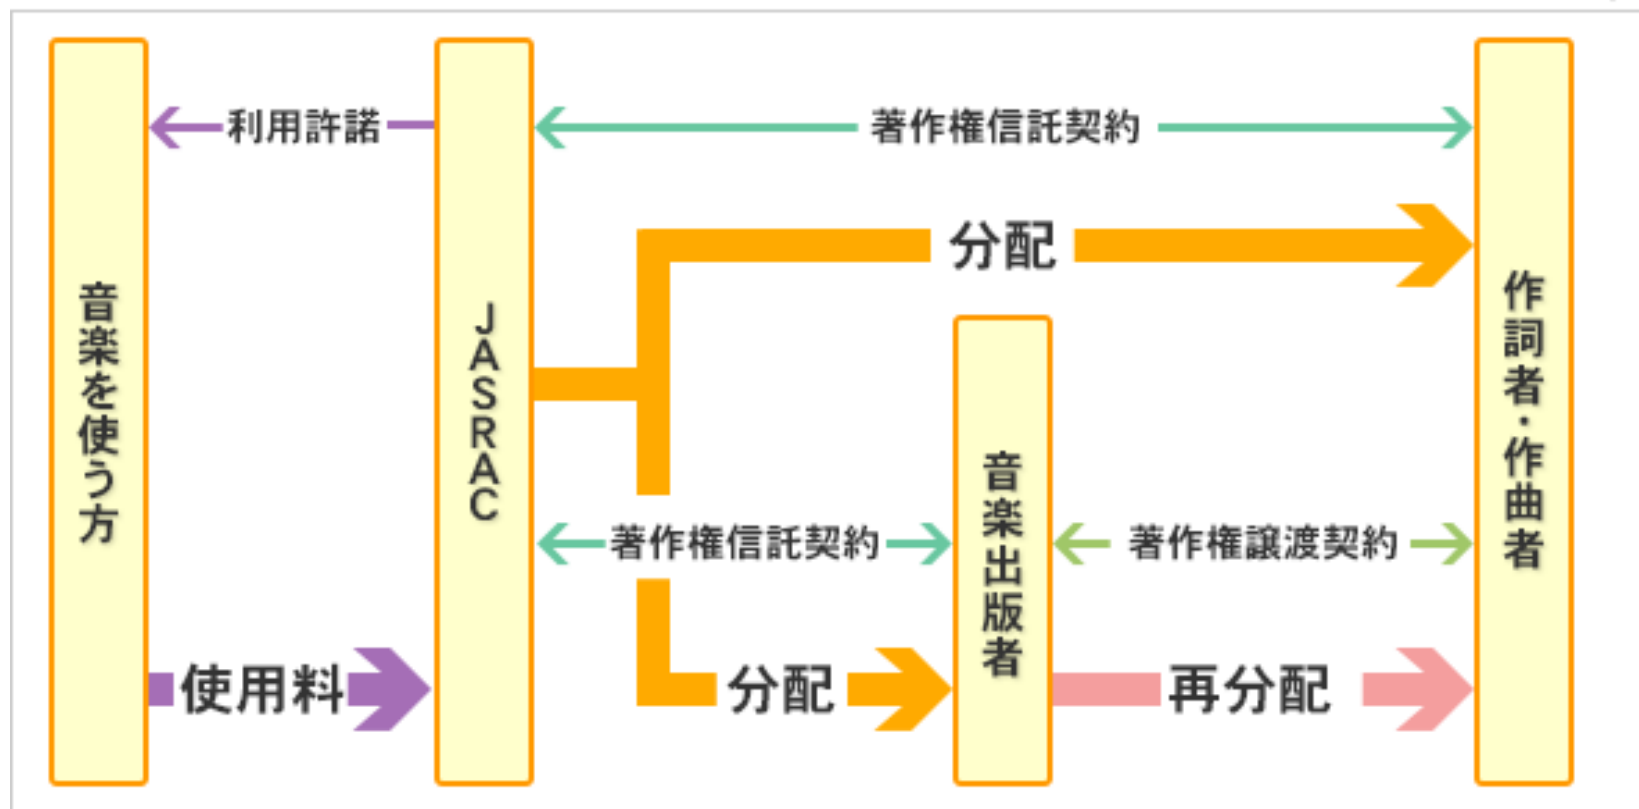 利用許諾
著作権信託契約
分配
音楽を使う方
JASRAC
音楽出版者
作詞者・作曲者
著作権信託契約
著作権譲渡契約
使用料
分配
再分配